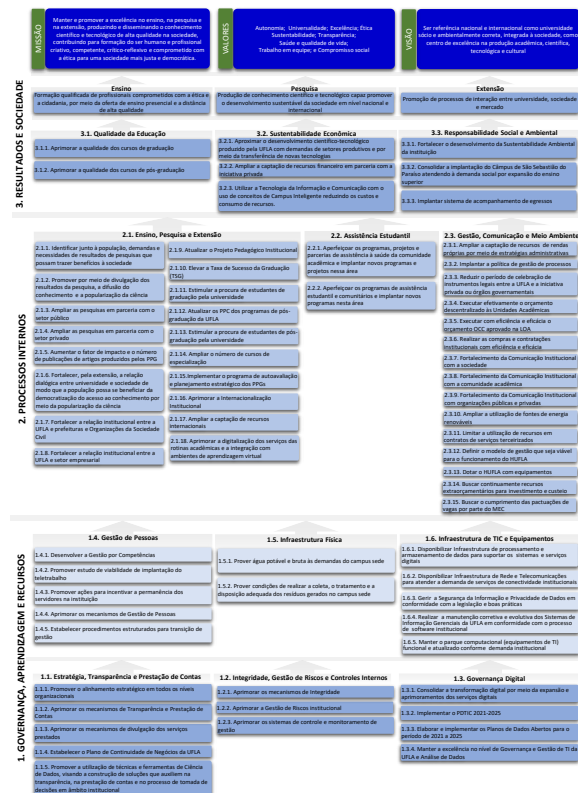 MISSÃO
Manter e promover a excelência no ensino, na pesquisa e
na extensão, produzindo e disseminando o conhecimento
científico e tecnológico de alta qualidade na sociedade,
contribuindo para formação do ser humano e profissional
criativo, competente, crítico-reflexivo e comprometido com
a ética para uma sociedade mais justa e democrática.
VALORES
Autonomia; Universalidade; Excelência; Ética
Sustentabilidade; Transparência;
Saúde e qualidade de vida;
Trabalho em equipe; e Compromisso social
VISÃO
Ser referência nacional e internacional como universidade
sócio e ambientalmente correta, integrada à sociedade, como
centro de excelência na produção acadêmica, científica,
tecnológica e cultural
3. RESULTADOS E SOCIEDADE
Ensino
Formação qualificada de profissionais comprometidos com a ética e
a cidadania, por meio da oferta de ensino presencial e a distância
de alta qualidade
Pesquisa
Produção de conhecimento científico e tecnológico capaz promover
o desenvolvimento sustentável da sociedade em nível nacional e
internacional
Extensão
Promoção de processos de interação entre universidade, sociedade
e mercado
3.1. Qualidade da Educação
3.1.1. Aprimorar a qualidade dos cursos de graduação
3.1.2. Aprimorar a qualidade dos cursos de pós-graduação
3.2. Sustentabilidade Econômica
3.2.1. Aproximar o desenvolvimento científico-tecnológico
produzido pela UFLA com demandas de setores produtivos e por
meio da transferência de novas tecnologias
3.2.2. Ampliar a captação de recursos financeiros em parceria com a
iniciativa privada
3.2.3. Utilizar a Tecnologia da Informação e Comunicação com o
uso de conceitos de Campus Inteligente reduzindo os custos e
consumo de recursos.
3.3. Responsabilidade Social e Ambiental
3.3.1. Fortalecer o desenvolvimento da Sustentabilidade Ambiental
da instituição
3.3.2. Consolidar a implantação do Câmpus de São Sebastião do
Paraíso atendendo à demanda social por expansão do ensino
superior
3.3.3. Implantar sistema de acompanhamento de egressos
2. PROCESSOS INTERNOS
2.1. Ensino, Pesquisa e Extensão
2.1.1. Identificar junto à população, demandas e
necessidades de resultados de pesquisas que
possam trazer benefícios à sociedade
2.1.2. Promover por meio de divulgação dos
resultados da pesquisa, a difusão do
conhecimento e a popularização da ciência
2.1.3. Ampliar as pesquisas em parceria com o
setor público
2.1.4. Ampliar as pesquisas em parceria com o
setor privado
2.1.5. Aumentar o fator de impacto e o número
de publicações de artigos produzidos pelos PPG
2.1.6. Fortalecer, pela extensão, a relação
dialógica entre universidade e sociedade de
modo que a população possa se beneficiar da
democratização do acesso ao conhecimento por
meio da popularização da ciência
2.1.7. Fortalecer a relação institucional entre a
UFLA e prefeituras e Organizações da Sociedade
Civil
2.1.8. Fortalecer a relação institucional entre a
UFLA e setor empresarial
2.1.9. Atualizar o Projeto Pedagógico Institucional
2.1.10. Elevar a Taxa de Sucesso da Graduação
(TSG)
2.1.11. Estimular a procura de estudantes de
graduação pela universidade
2.1.12. Atualizar os PPC dos programas de pós-
graduação da UFLA
2.1.13. Estimular a procura de estudantes de pós-
graduação pela universidade
2.1.14. Ampliar o número de cursos de
especialização
2.1.15.Implementar o programa de autoavaliação
e planejamento estratégico dos PPGs
2.1.16. Aprimorar a Internacionalização
Institucional
2.1.17. Ampliar a captação de recursos
internacionais
2.1.18. Aprimorar a digitalização dos serviços das
rotinas acadêmicas e a integração com
ambientes de aprendizagem virtual
2.2. Assistência Estudantil
2.2.1. Aperfeiçoar os programas, projetos e
parcerias de assistência à saúde da comunidade
acadêmica e implantar novos programas e
projetos nessa área
2.2.2. Aperfeiçoar os programas de assistência
estudantil e comunitários e implantar novos
programas nesta área
2.3. Gestão, Comunicação e Meio Ambiente
2.3.1. Ampliar a captação de recursos de rendas
próprias por meio de estratégias administrativas
2.3.2. Implantar a política de gestão de processos
2.3.3. Reduzir o período de celebração de
instrumentos legais entre a UFLA e a iniciativa
privada ou órgãos governamentais
2.3.4. Executar efetivamente o orçamento
descentralizado às Unidades Acadêmicas
2.3.5. Executar com eficiência e eficácia o
orçamento OCC aprovado na LOA
2.3.6. Realizar as compras e contratações
institucionais com eficiência e eficácia
2.3.7. Fortalecimento da Comunicação Institucional
com a sociedade
2.3.8. Fortalecimento da Comunicação Institucional
com a comunidade acadêmica
2.3.9. Fortalecimento da Comunicação Institucional
com organizações públicas e privadas
2.3.10. Ampliar a utilização de fontes de energia
renováveis
2.3.11. Limitar a utilização de recursos em
contratos de serviços terceirizados
2.3.12. Definir o modelo de gestão que seja viável
para o funcionamento do HUFLA
2.3.13. Dotar o HUFLA com equipamentos
2.3.14. Buscar continuamente recursos
extraorçamentários para investimento e custeio
2.3.15. Buscar o cumprimento das pactuações de
vagas por parte do MEC
1. GOVERNANÇA, APRENDIZAGEM E RECURSOS
1.4. Gestão de Pessoas
1.4.1. Desenvolver a Gestão por Competências
1.4.2. Promover estudo de viabilidade de implantação do
teletrabalho
1.4.3. Promover ações para incentivar a permanência dos
servidores na instituição
1.4.4. Aprimorar os mecanismos de Gestão de Pessoas
1.4.5. Estabelecer procedimentos estruturados para transição de
gestão
1.5. Infraestrutura Física
1.5.1. Prover água potável e bruta às demandas do campus sede
1.5.2. Prover condições de realizar a coleta, o tratamento e a
disposição adequada dos resíduos gerados no campus sede
1.6. Infraestrutura de TIC e Equipamentos
1.6.1. Disponibilizar Infraestrutura de processamento e
armazenamento de dados para suportar os sistemas e serviços
digitais
1.6.2. Disponibilizar Infraestrutura de Rede e Telecomunicações
para atender a demanda de serviços de conectividade institucionais
1.6.3. Gerir a Segurança da Informação e Privacidade de Dados em
conformidade com a legislação e boas práticas
1.6.4. Realizar a manutenção corretiva e evolutiva dos Sistemas de
Informação Gerenciais da UFLA em conformidade com o processo
de software institucional
1.6.5. Manter o parque computacional (equipamentos de TI)
funcional e atualizado conforme demanda institucional
1.1. Estratégia, Transparência e Prestação de Contas
1.1.1. Promover o alinhamento estratégico em todos os níveis
organizacionais
1.1.2. Aprimorar os mecanismos de Transparência e Prestação de
Contas
1.1.3. Aprimorar os mecanismos de divulgação dos serviços
prestados
1.1.4. Estabelecer o Plano de Continuidade de Negócios da UFLA
1.1.5. Promover a utilização de técnicas e ferramentas de Ciência
de Dados, visando a construção de soluções que auxiliem na
transparência, na prestação de contas e no processo de tomada de
decisões em âmbito institucional
1.2. Integridade, Gestão de Riscos e Controles Internos
1.2.1. Aprimorar os mecanismos de Integridade
1.2.2. Aprimorar a Gestão de Riscos institucional
1.2.3. Aprimorar os sistemas de controle e monitoramento de
gestão
1.3. Governança Digital
1.3.1. Consolidar a transformação digital por meio da expansão e
aprimoramentos dos serviços digitais
1.3.2. Implementar o PDTIC 2021-2025
1.3.3. Elaborar e implementar os Planos de Dados Abertos para o
período de 2021 a 2025
1.3.4. Manter a excelência no nível de Governança e Gestão de TI da
UFLA e Análise de Dados